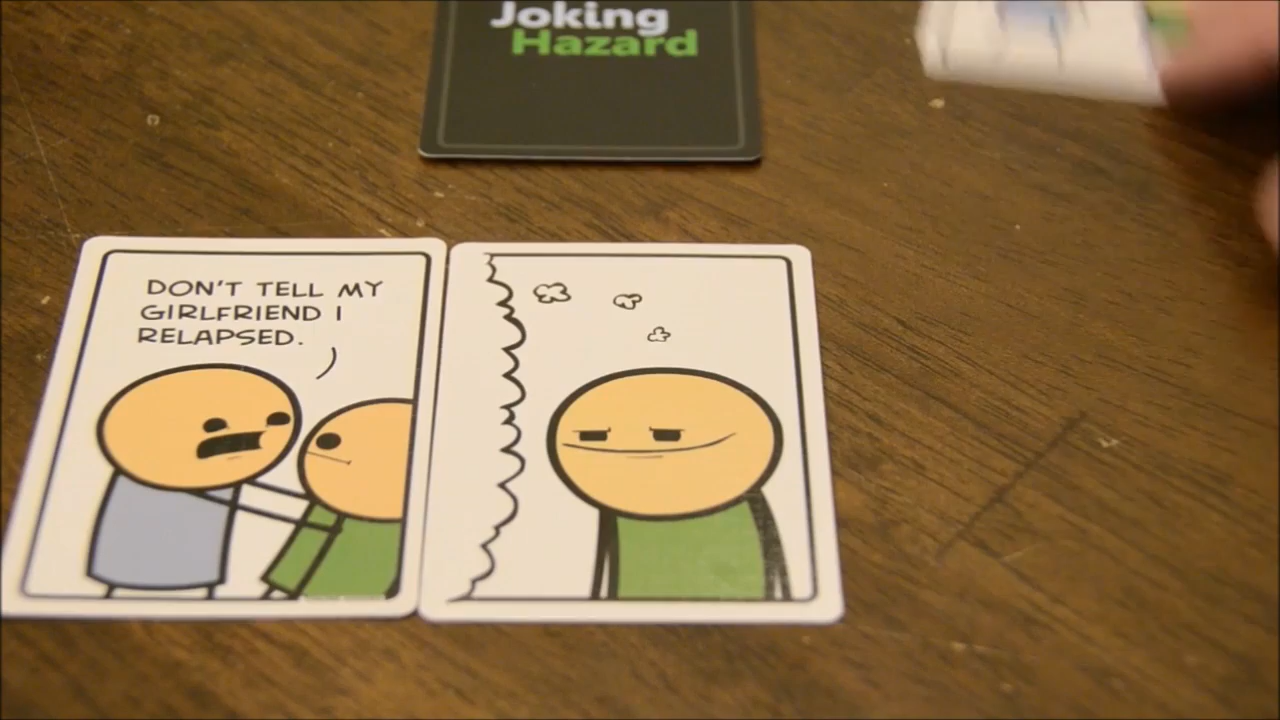 Joking
Hazard
DON'T TELL MY
GIRLFRIEND I
RELAPSED.